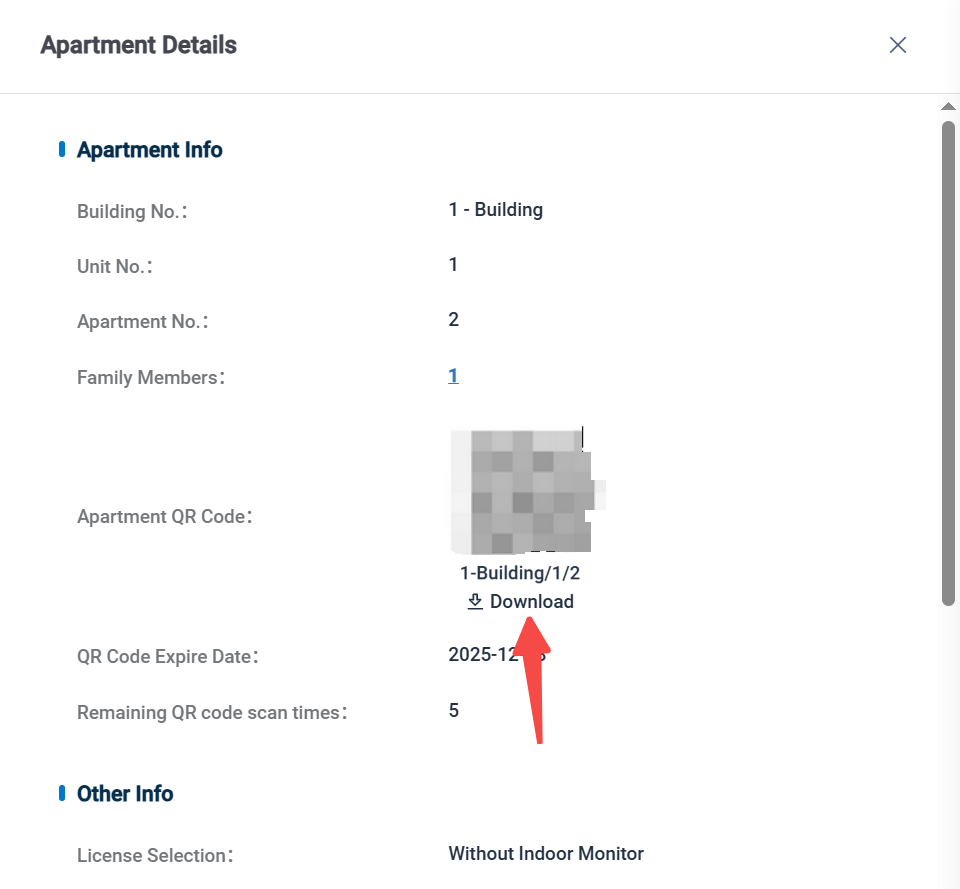 Apartment Details
Apartment Info
Building No.: 1 - Building
Unit No.: 1
Apartment No.: 2
Family Members: 1
Apartment QR Code:
1-Building/1/2
Download
QR Code Expire Date: 2025-12
Remaining QR code scan times: 5
Other Info
License Selection: Without Indoor Monitor